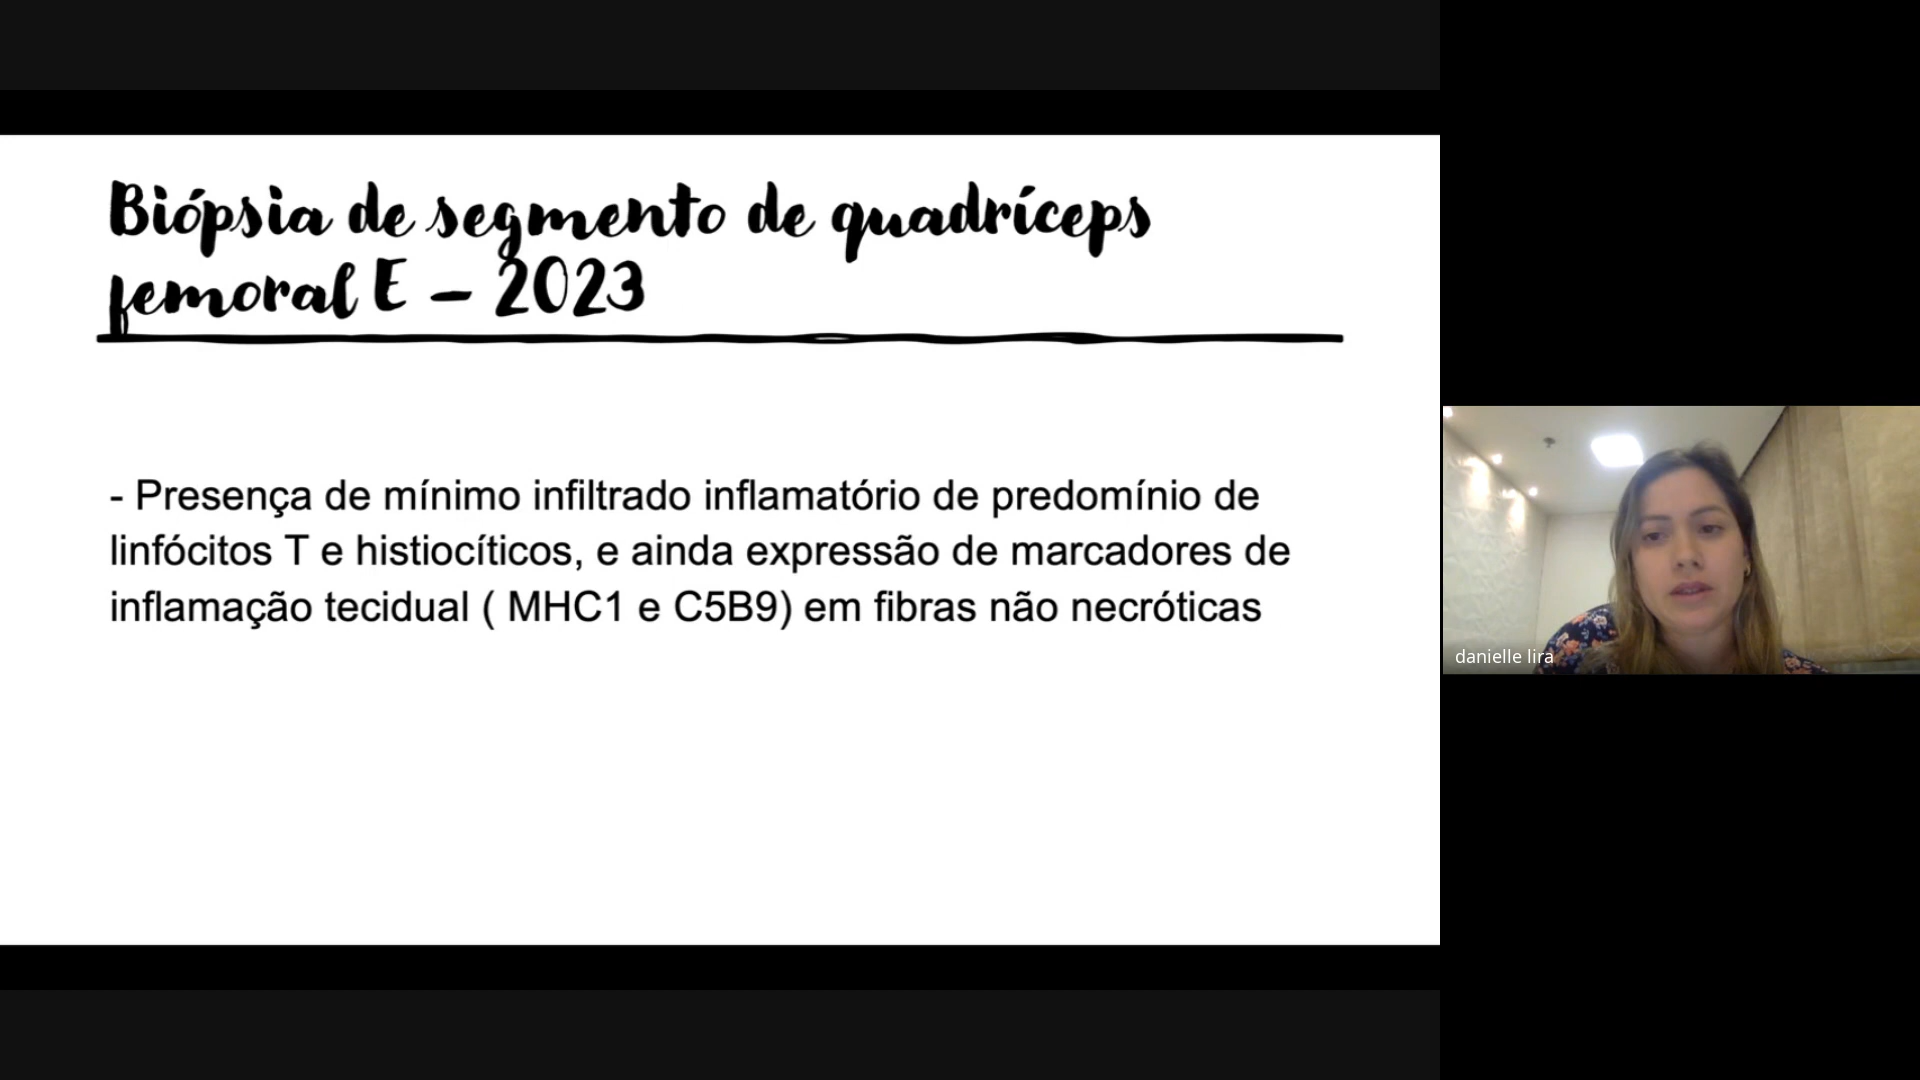 Biópsia de segmento de quadríceps
femoral E – 2023
- Presença de mínimo infiltrado inflamatório de predomínio de
linfócitos T e histiocíticos, e ainda expressão de marcadores de
inflamação tecidual ( MHC1 e C5B9) em fibras não necróticas
danielle lira